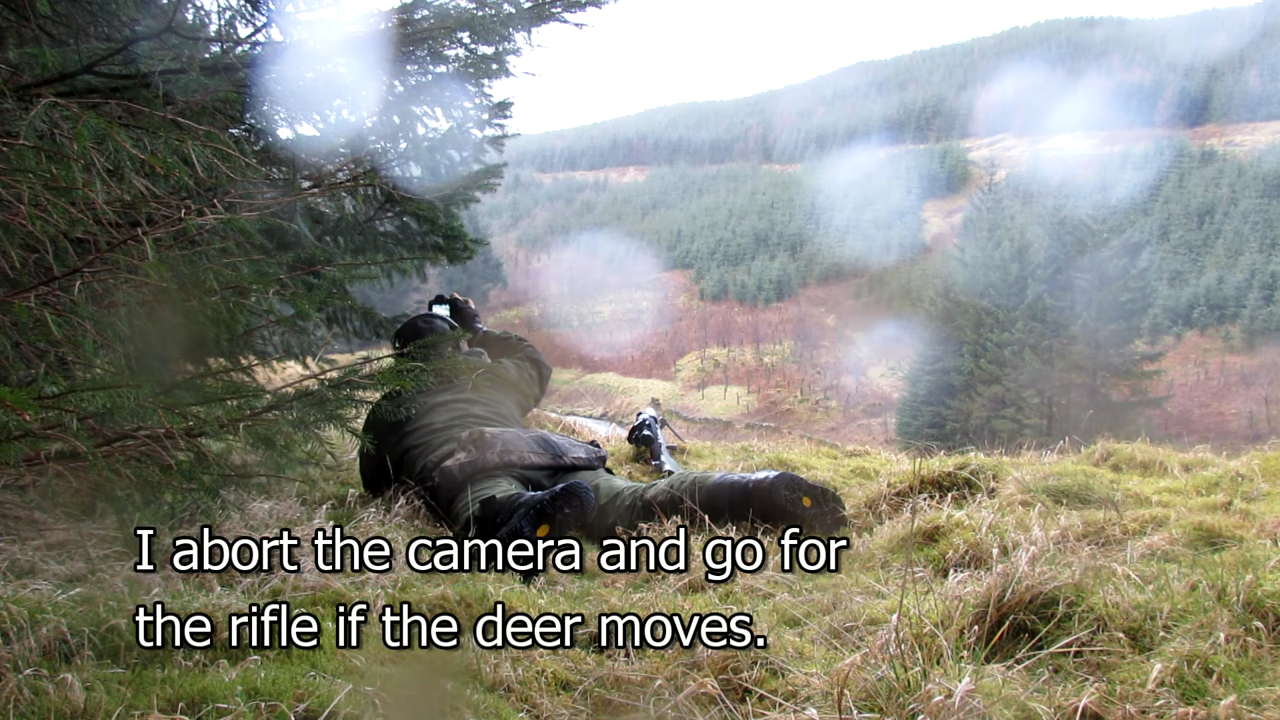 I abort the camera and go for
the rifle if the deer moves.